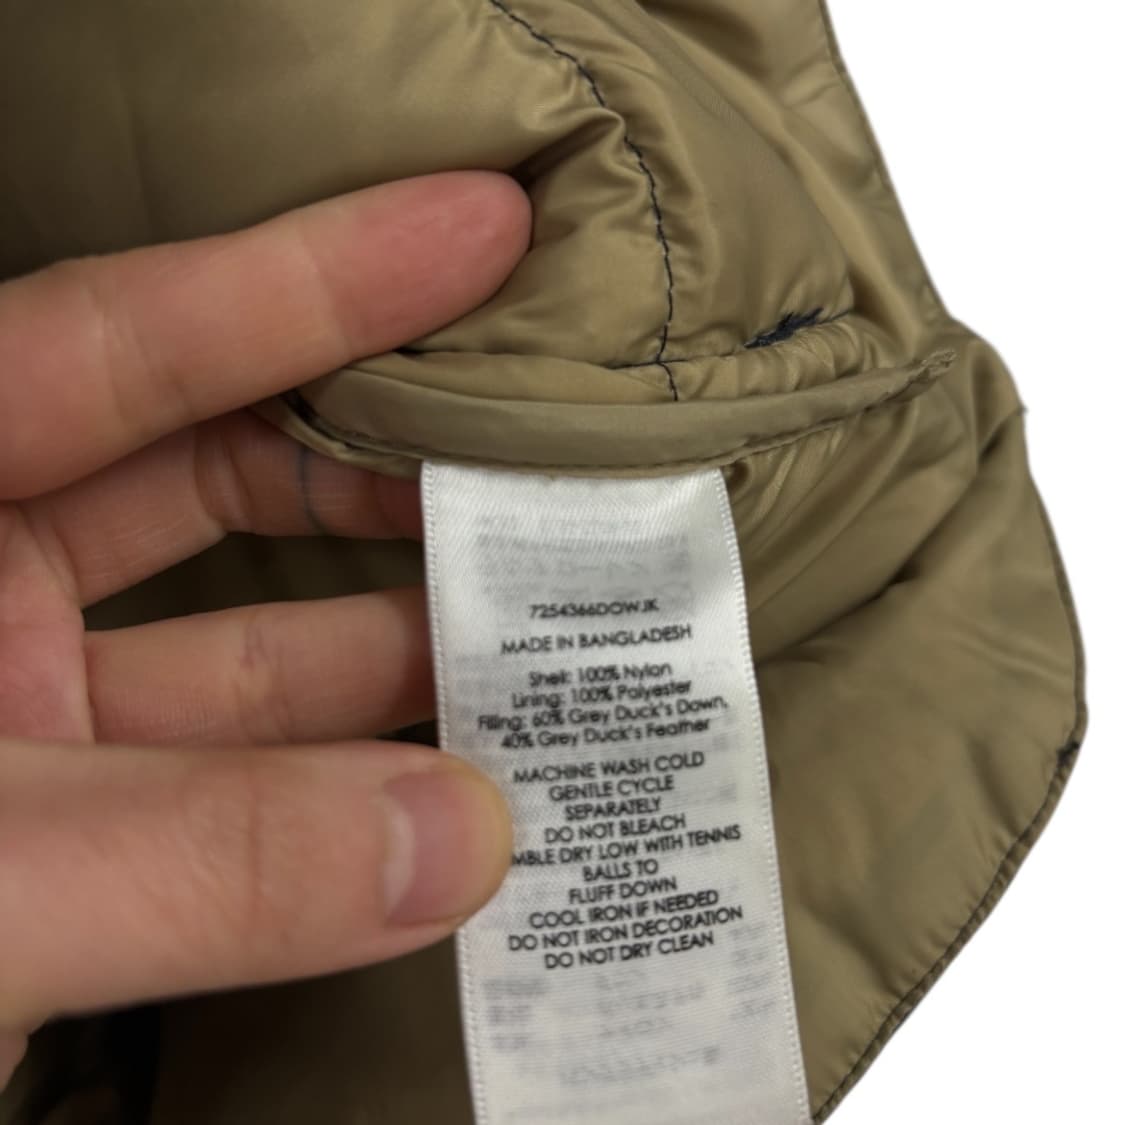 7254366DOWJK
MADE IN BANGLADESH
Shell: 100% Nylon
Lining: 100% Polyester
Filling: 60% Grey Duck's Down,
40% Grey Duck's Feather
MACHINE WASH COLD
GENTLE CYCLE
SEPARATELY
DO NOT BLEACH
MBLE DRY LOW WITH TENNIS
BALLS TO
FLUFF DOWN
COOL IRON IF NEEDED
DO NOT IRON DECORATION
DO NOT DRY CLEAN